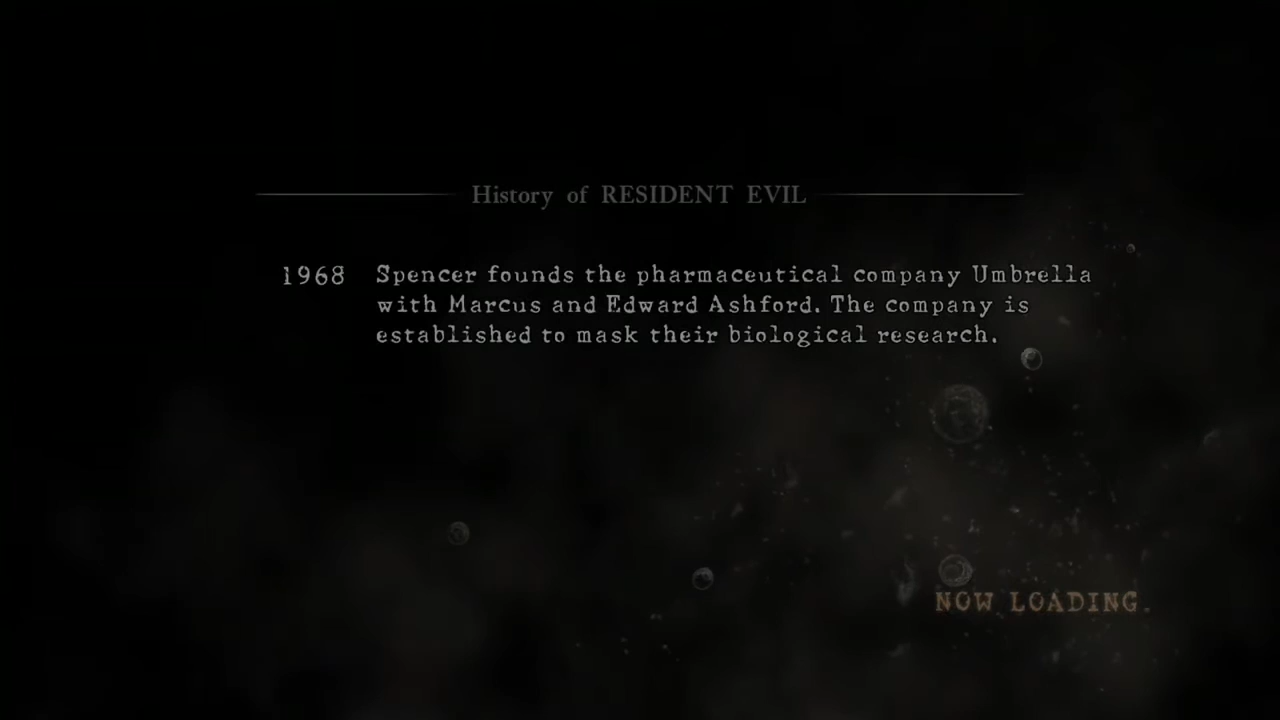 History of RESIDENT EVIL
1968 Spencer founds the pharmaceutical company Umbrella
with Marcus and Edward Ashford. The company is
established to mask their biological research.
NOW LOADING.